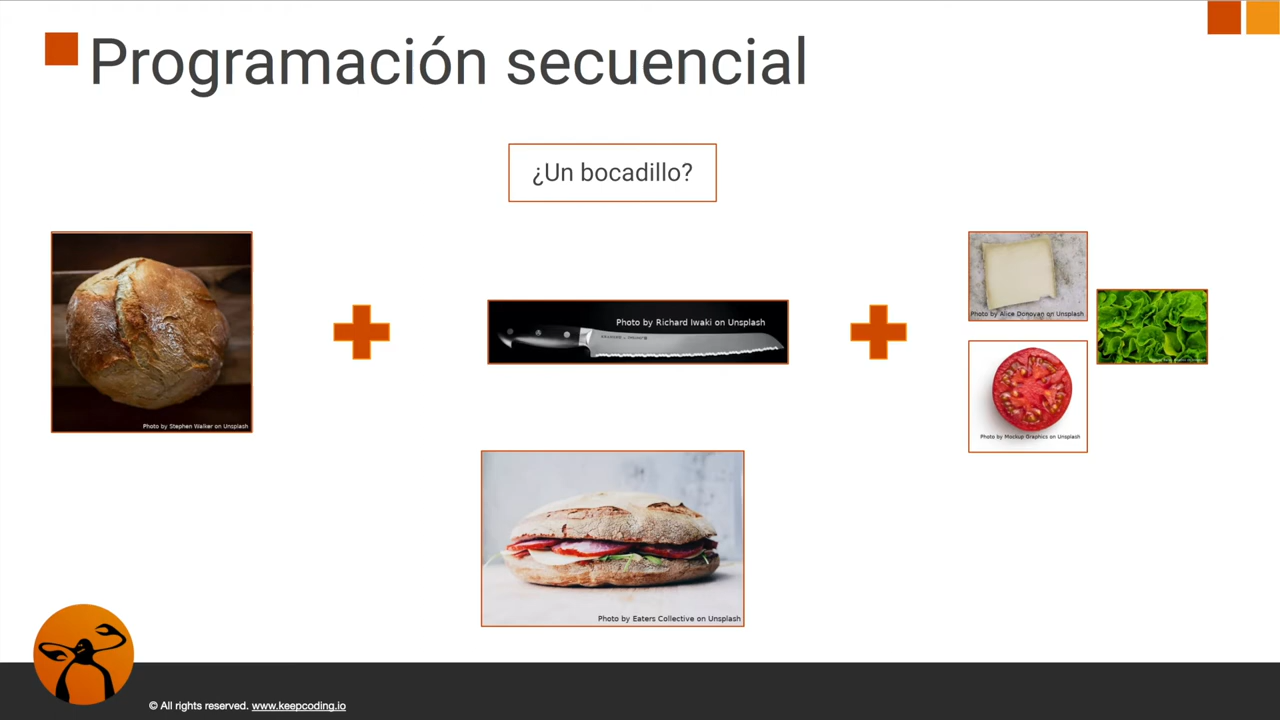 Programación secuencial
¿Un bocadillo?
Photo by Stephen Walker on Unsplash
Photo by Richard Iwaki on Unsplash
Photo by Alice Donovan on Unsplash
Photo by Mockup Graphics on Unsplash
Photo by Eaters Collective on Unsplash
© All rights reserved. www.keepcoding.io